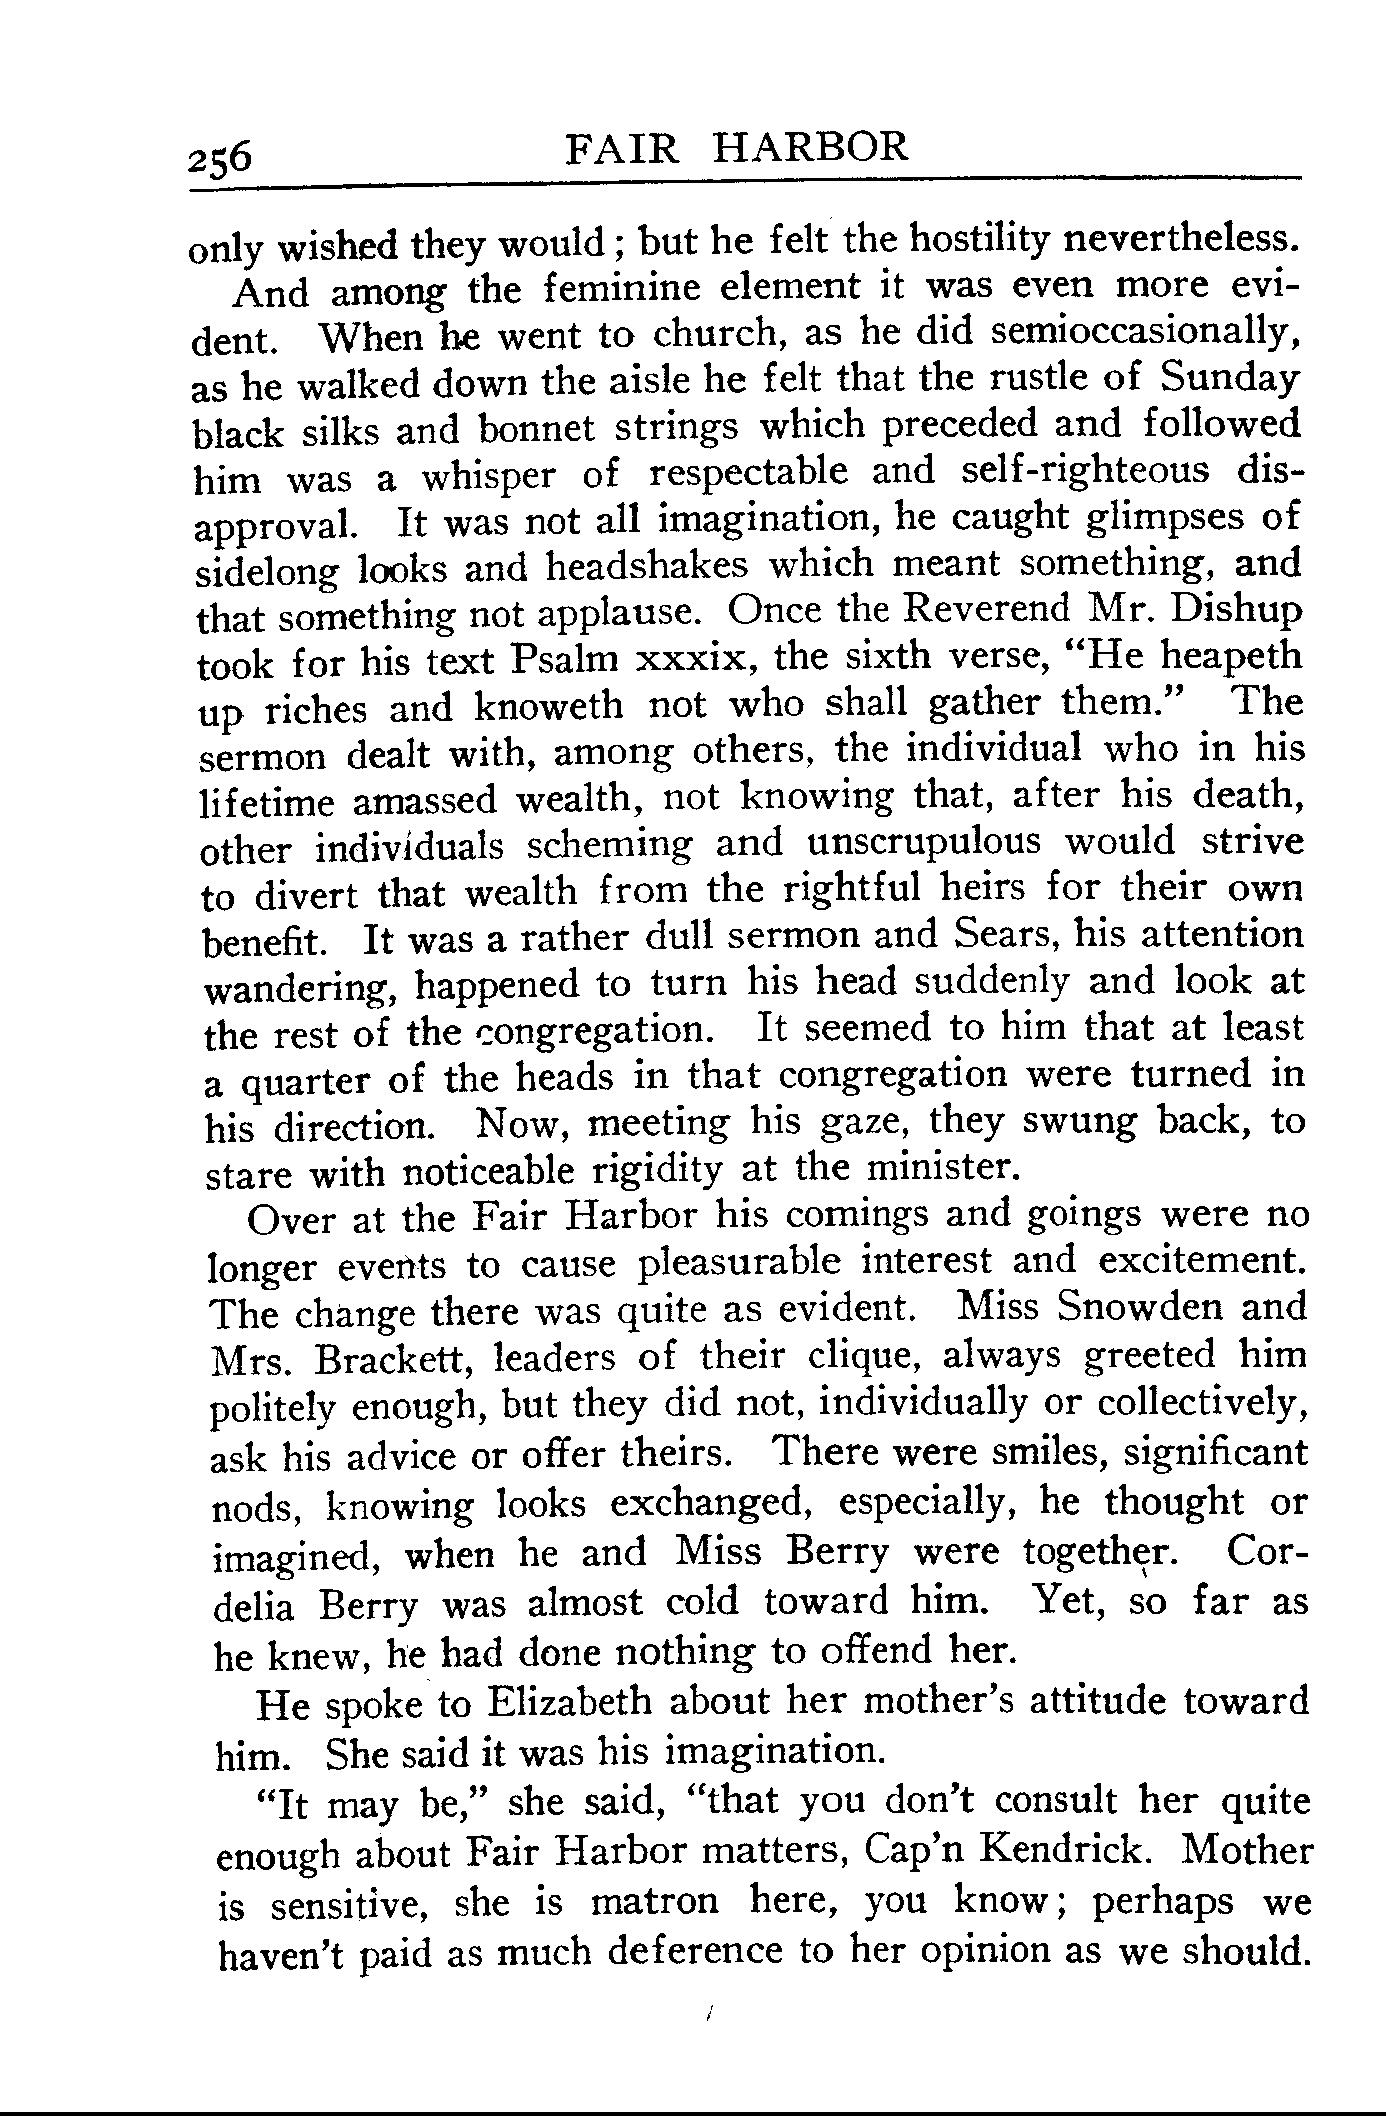 256 FAIR HARBOR
only wished they would; but he felt the hostility nevertheless.
And among the feminine element it was even more evi-
dent. When he went to church, as he did semioccasionally,
as he walked down the aisle he felt that the rustle of Sunday
black silks and bonnet strings which preceded and followed
him was a whisper of respectable and self-righteous dis-
approval. It was not all imagination, he caught glimpses of
sidelong looks and headshakes which meant something, and
that something not applause. Once the Reverend Mr. Dishup
took for his text Psalm xxxix, the sixth verse, “He heapeth
up riches and knoweth not who shall gather them.” The
sermon dealt with, among others, the individual who in his
lifetime amassed wealth, not knowing that, after his death,
other individuals scheming and unscrupulous would strive
to divert that wealth from the rightful heirs for their own
benefit. It was a rather dull sermon and Sears, his attention
wandering, happened to turn his head suddenly and look at
the rest of the congregation. It seemed to him that at least
a quarter of the heads in that congregation were turned in
his direction. Now, meeting his gaze, they swung back, to
stare with noticeable rigidity at the minister.
Over at the Fair Harbor his comings and goings were no
longer events to cause pleasurable interest and excitement.
The change there was quite as evident. Miss Snowden and
Mrs. Brackett, leaders of their clique, always greeted him
politely enough, but they did not, individually or collectively,
ask his advice or offer theirs. There were smiles, significant
nods, knowing looks exchanged, especially, he thought or
imagined, when he and Miss Berry were together. Cor-
delia Berry was almost cold toward him. Yet, so far as
he knew, he had done nothing to offend her.
He spoke to Elizabeth about her mother’s attitude toward
him. She said it was his imagination.
“It may be,” she said, “that you don’t consult her quite
enough about Fair Harbor matters, Cap’n Kendrick. Mother
is sensitive, she is matron here, you know; perhaps we
haven’t paid as much deference to her opinion as we should.